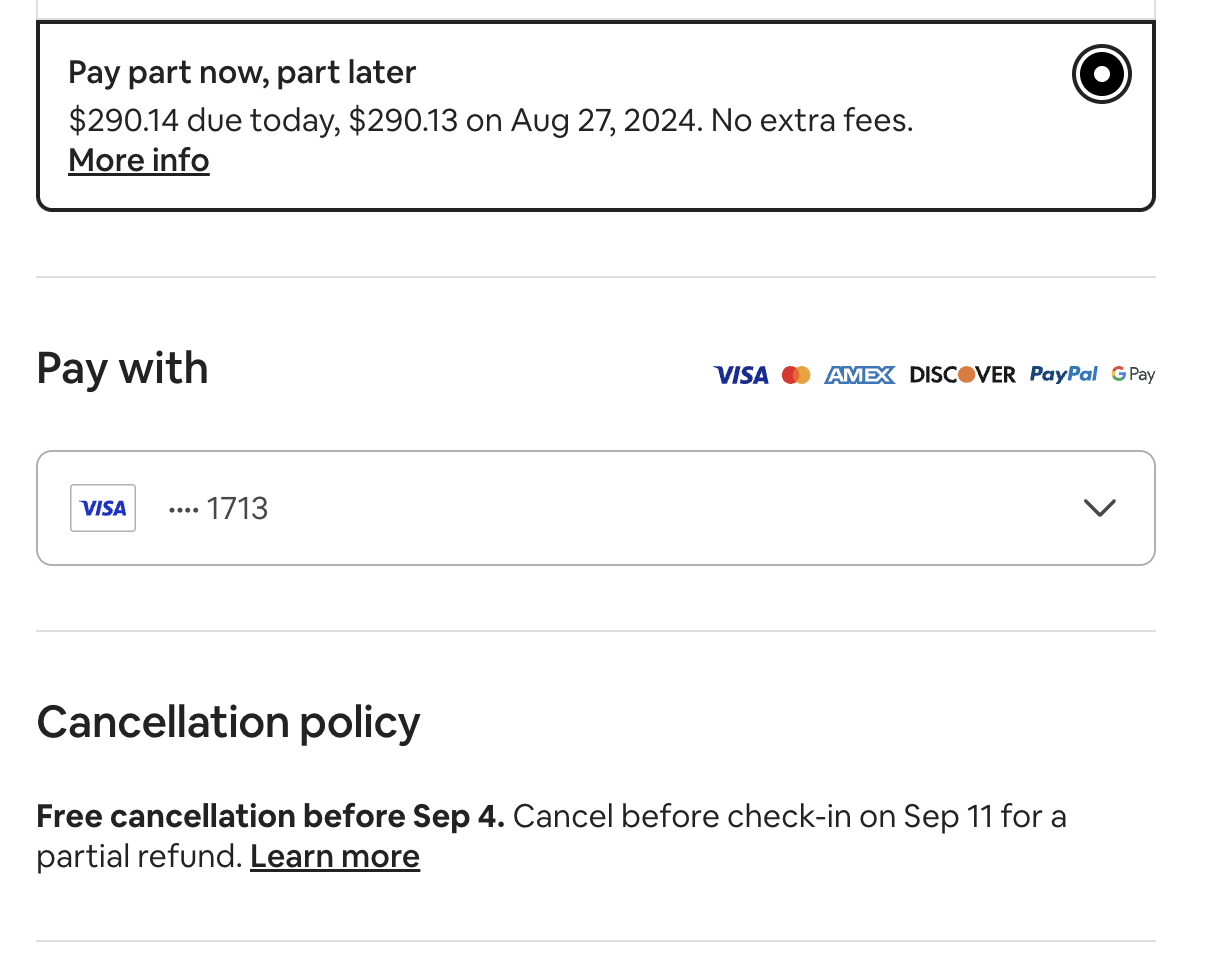 Pay part now, part later
$290.14 due today, $290.13 on Aug 27, 2024. No extra fees.
More info
Pay with
VISA AMEX DISCOVER PayPal G Pay
VISA •••• 1713
Cancellation policy
Free cancellation before Sep 4. Cancel before check-in on Sep 11 for a
partial refund. Learn more